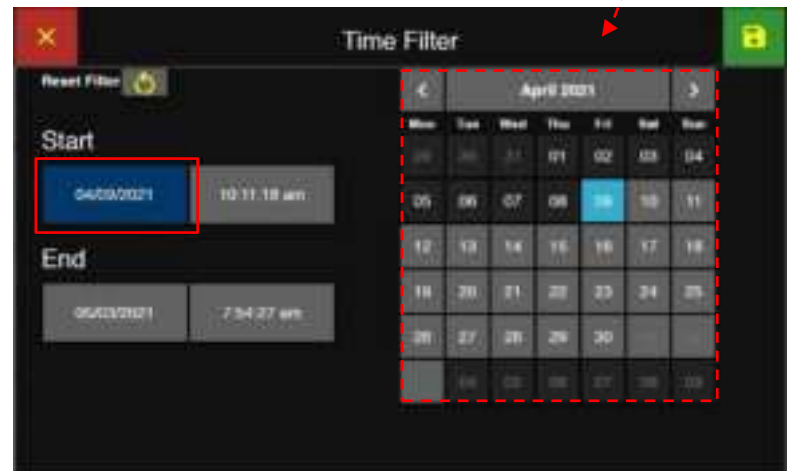 Time Filter
Reset Filter
April 2021
Mon Tue Wed Thu Fri Sat Sun
Start
29 30 31 01 02 03 04
04/09/2021 10:11:18 am
05 06 07 08 09 10 11
End
12 13 14 15 16 17 18
19 20 21 22 23 24 25
05/03/2021 7:54:27 am
26 27 28 29 30